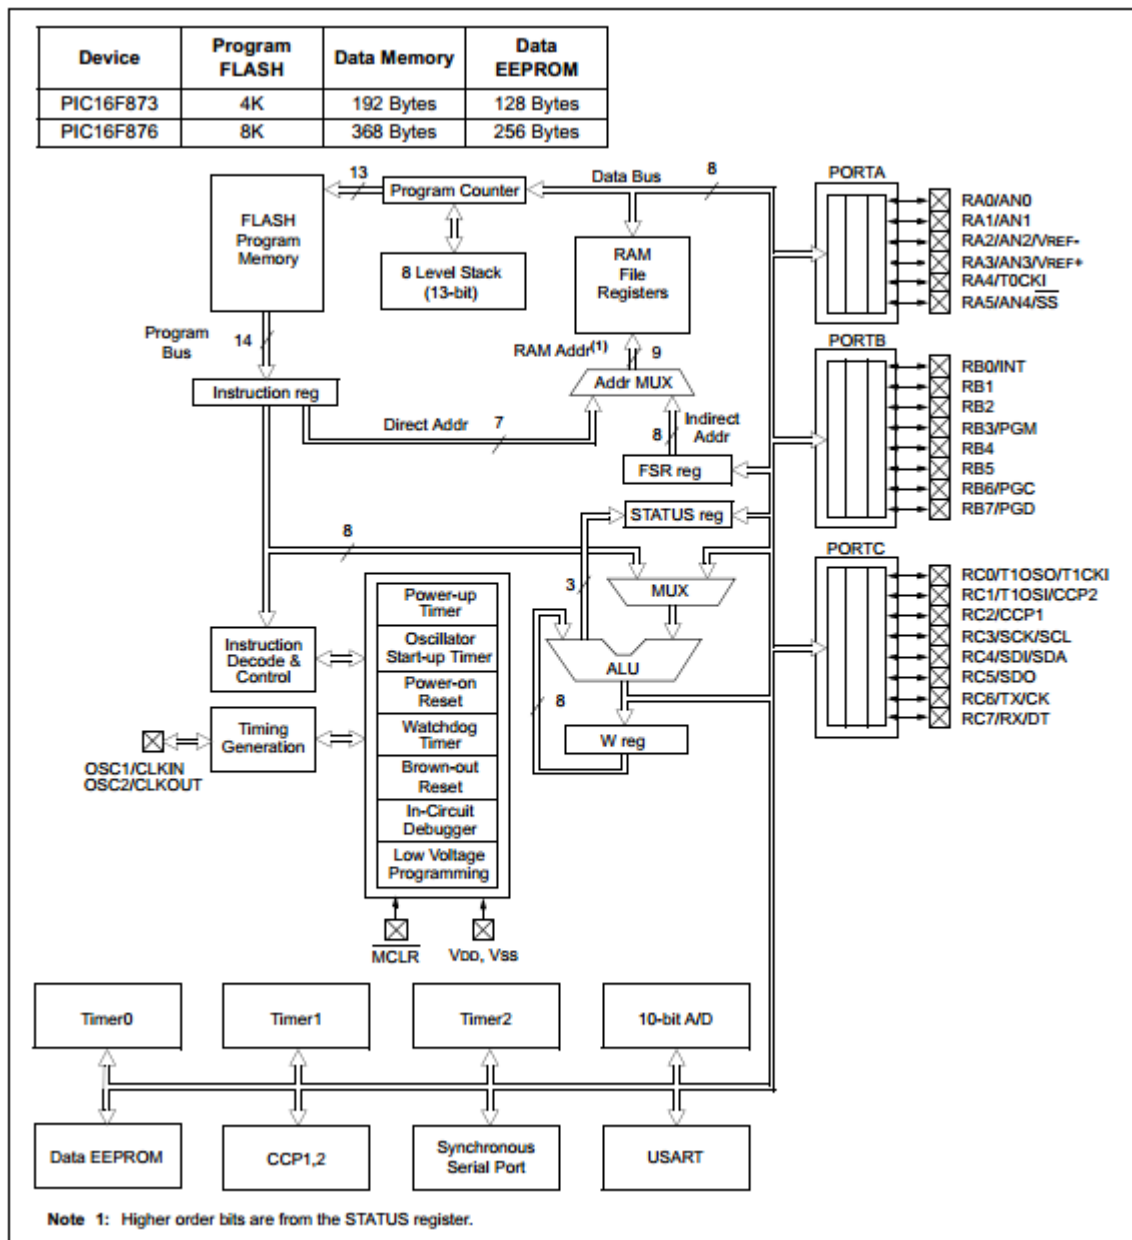 Device Program FLASH Data Memory Data EEPROM
PIC16F873 4K 192 Bytes 128 Bytes
PIC16F876 8K 368 Bytes 256 Bytes
13
Program Counter
Data Bus
8
FLASH
Program
Memory
8 Level Stack
(13-bit)
RAM
File
Registers
Program
Bus
14
RAM Addr(1)
9
Addr MUX
Instruction reg
Direct Addr
7
8
Indirect
Addr
FSR reg
STATUS reg
8
3
MUX
ALU
8
W reg
Instruction
Decode &
Control
Timing
Generation
OSC1/CLKIN
OSC2/CLKOUT
Power-up
Timer
Oscillator
Start-up Timer
Power-on
Reset
Watchdog
Timer
Brown-out
Reset
In-Circuit
Debugger
Low Voltage
Programming
MCLR
VDD, VSS
PORTA
RA0/AN0
RA1/AN1
RA2/AN2/VREF-
RA3/AN3/VREF+
RA4/T0CKI
RA5/AN4/SS
PORTB
RB0/INT
RB1
RB2
RB3/PGM
RB4
RB5
RB6/PGC
RB7/PGD
PORTC
RC0/T1OSO/T1CKI
RC1/T1OSI/CCP2
RC2/CCP1
RC3/SCK/SCL
RC4/SDI/SDA
RC5/SDO
RC6/TX/CK
RC7/RX/DT
Timer0
Timer1
Timer2
10-bit A/D
Data EEPROM
CCP1,2
Synchronous
Serial Port
USART
Note 1: Higher order bits are from the STATUS register.